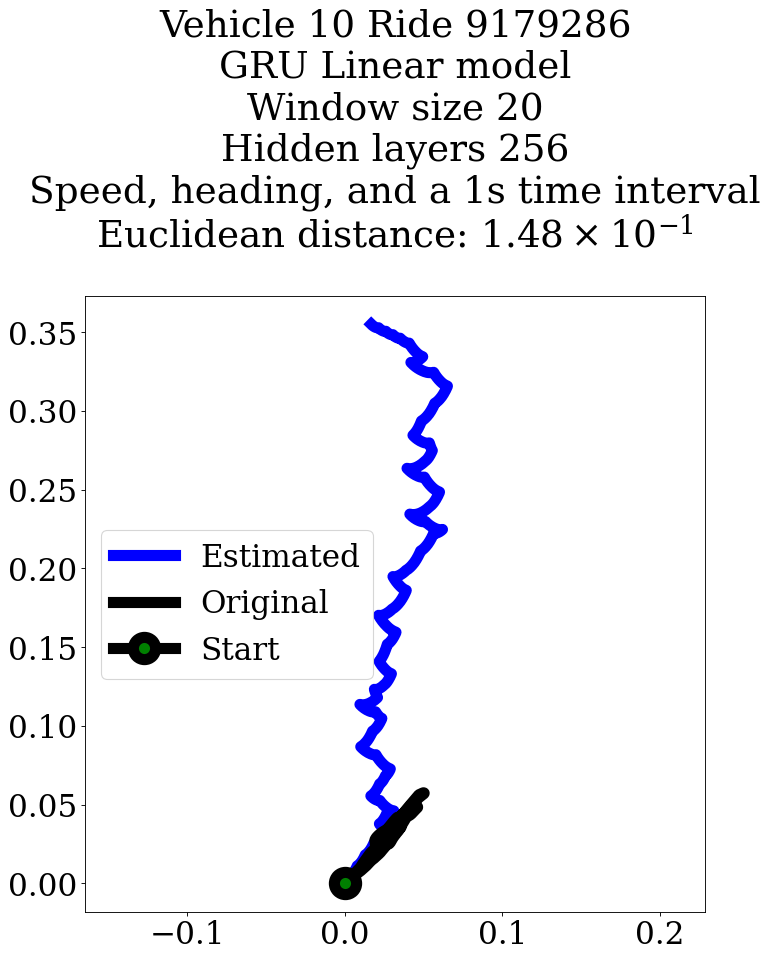 Vehicle 10 Ride 9179286
GRU Linear model
Window size 20
Hidden layers 256
Speed, heading, and a 1s time interval
Euclidean distance: 1.48 × 10⁻¹
0.35
0.30
0.25
0.20
0.15
0.10
0.05
0.00
Estimated
Original
Start
−0.1
0.0
0.1
0.2